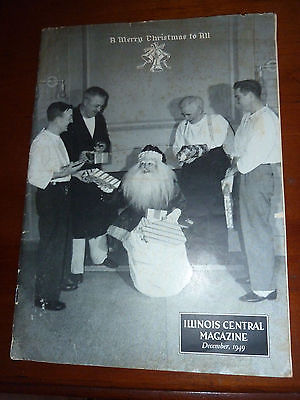 A Merry Christmas to All
ILLINOIS CENTRAL
MAGAZINE
December, 1949